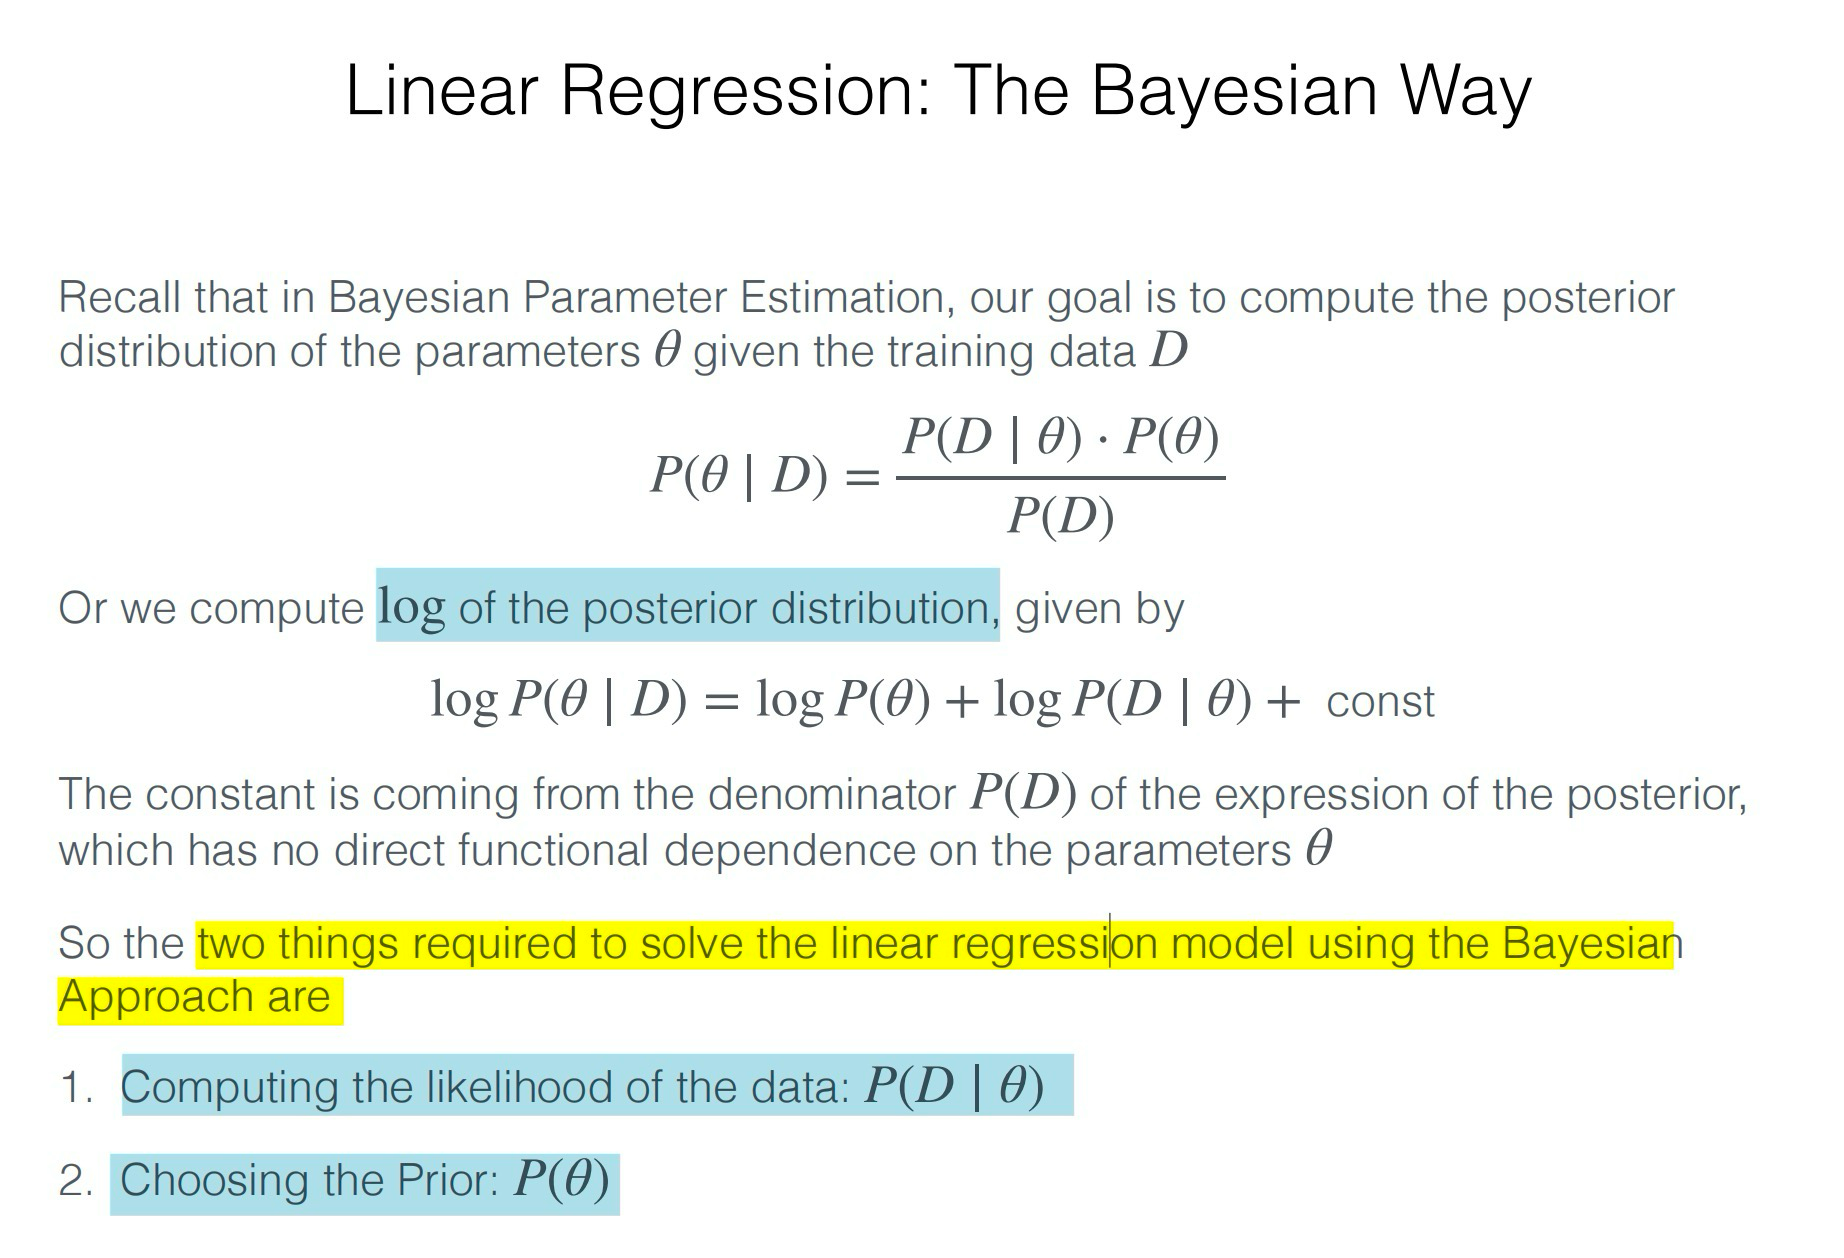 Linear Regression: The Bayesian Way
Recall that in Bayesian Parameter Estimation, our goal is to compute the posterior
distribution of the parameters θ given the training data D
P(θ | D) = P(D | θ) · P(θ) / P(D)
Or we compute log of the posterior distribution, given by
log P(θ | D) = log P(θ) + log P(D | θ) + const
The constant is coming from the denominator P(D) of the expression of the posterior,
which has no direct functional dependence on the parameters θ
So the two things required to solve the linear regression model using the Bayesian
Approach are
1. Computing the likelihood of the data: P(D | θ)
2. Choosing the Prior: P(θ)